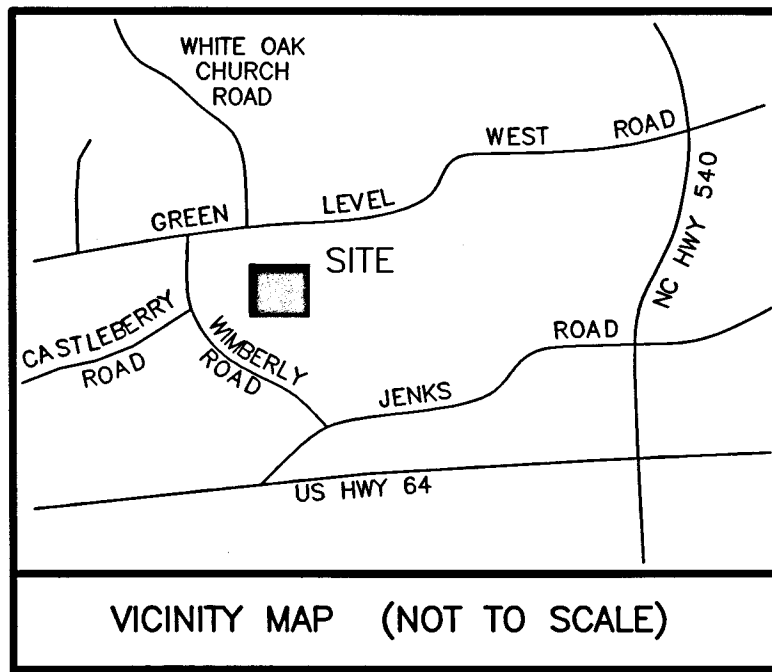 WHITE OAK
CHURCH
ROAD
GREEN LEVEL WEST ROAD
NC HWY 540
SITE
CASTLEBERRY
ROAD
WIMBERLY
ROAD
JENKS ROAD
US HWY 64
VICINITY MAP (NOT TO SCALE)